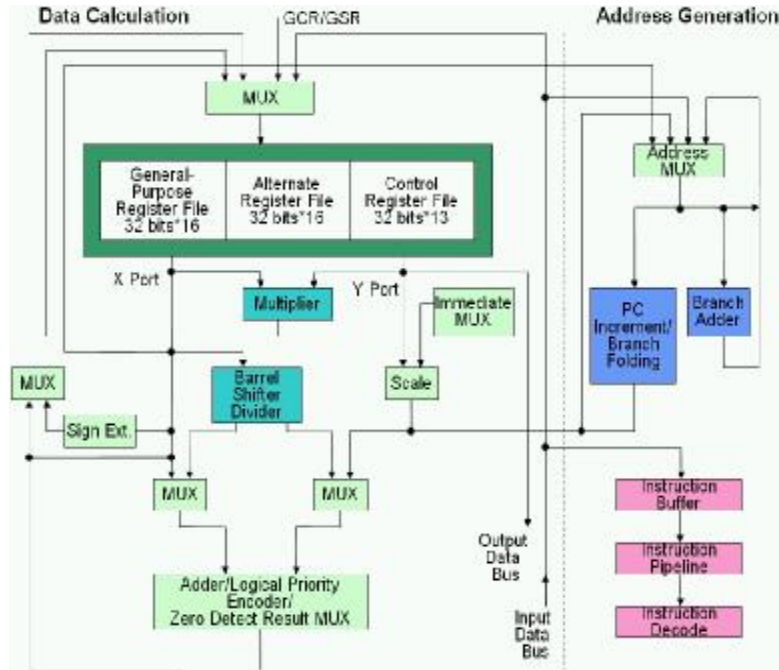 Data Calculation
GCR/GSR
Address Generation
MUX
Address
MUX
General-
Purpose
Register File
32 bits*16
Alternate
Register File
32 bits*16
Control
Register File
32 bits*13
X Port
Y Port
Multiplier
Immediate
MUX
PC
Increment/
Branch
Folding
Branch
Adder
MUX
Barrel
Shifter
Divider
Scale
Sign Ext.
MUX
MUX
Instruction
Buffer
Output
Data
Bus
Instruction
Pipeline
Adder/Logical Priority
Encoder/
Zero Detect Result MUX
Input
Data
Bus
Instruction
Decode